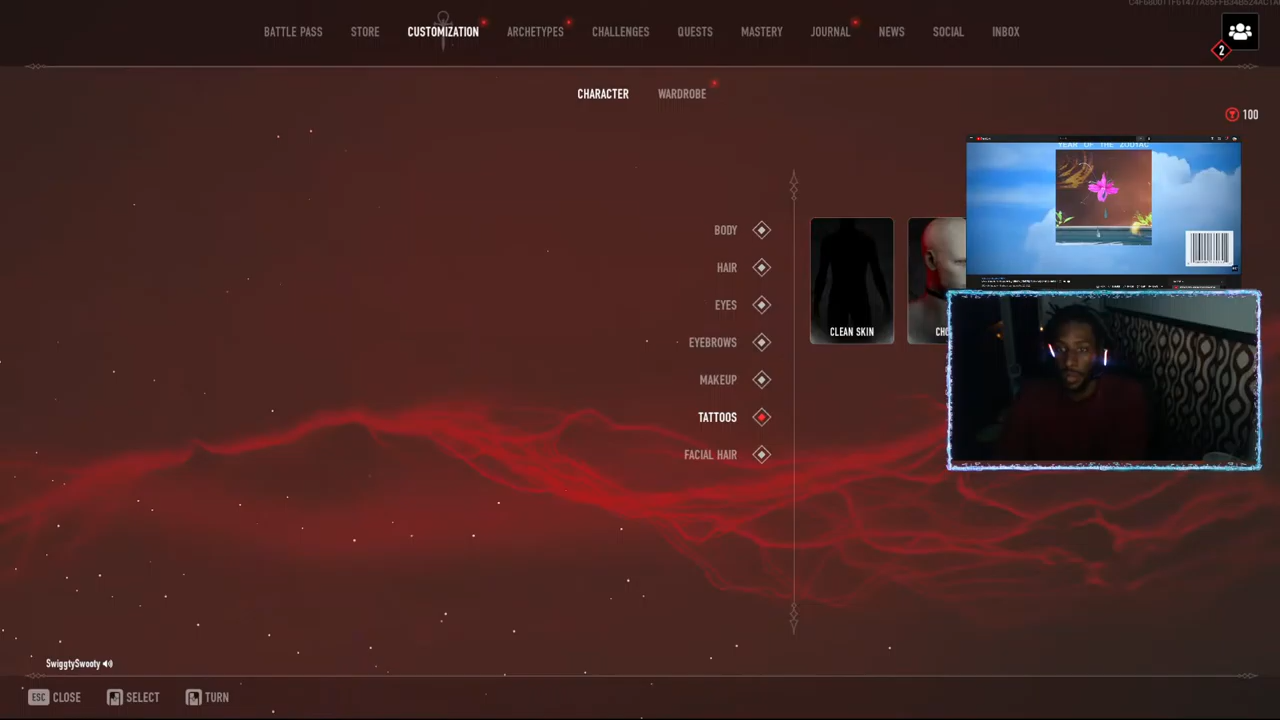 BATTLE PASS
STORE
CUSTOMIZATION
ARCHETYPES
CHALLENGES
QUESTS
MASTERY
JOURNAL
NEWS
SOCIAL
INBOX
2
CHARACTER
WARDROBE
100
YEAR OF THE ZODIAC
BODY
HAIR
EYES
EYEBROWS
MAKEUP
TATTOOS
FACIAL HAIR
CLEAN SKIN
SwiggtySwooty
ESC CLOSE
SELECT
TURN